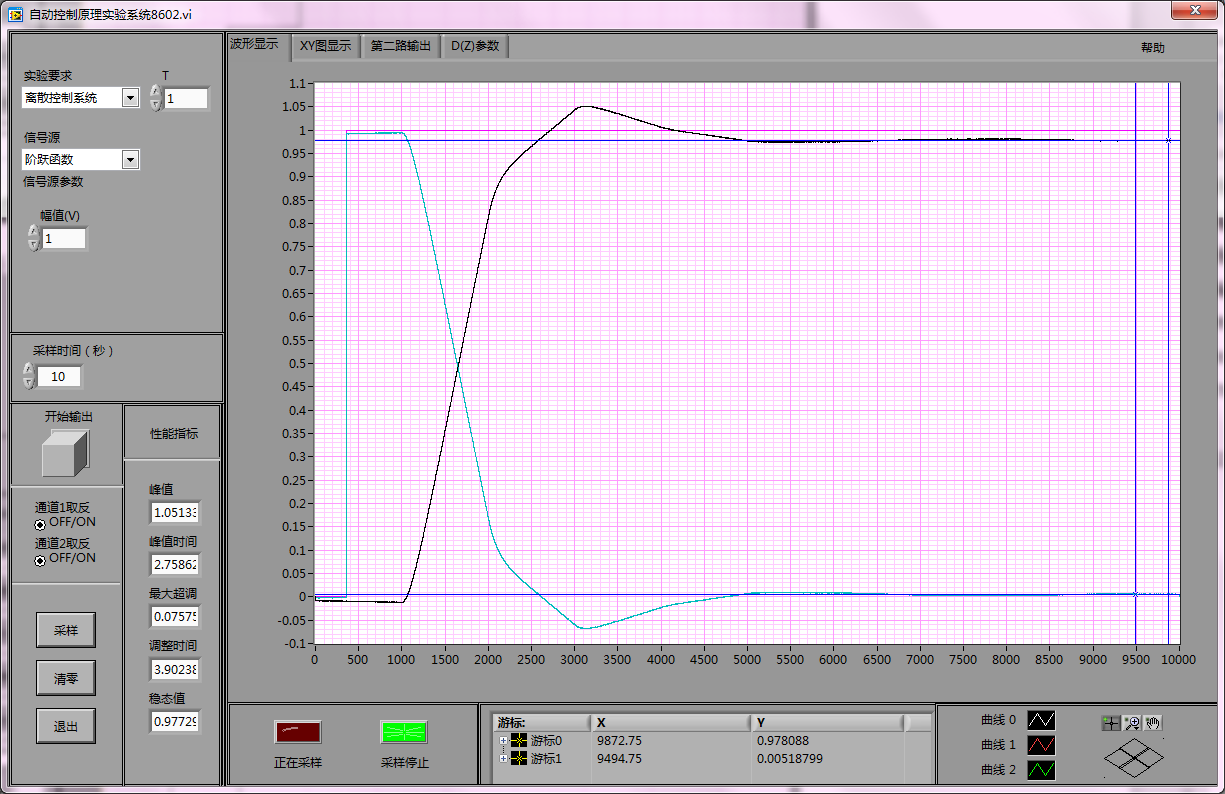 自动控制原理实验系统8602.vi
实验要求
T
离散控制系统
1
信号源
阶跃函数
信号源参数
幅值(V)
1
采样时间（秒）
10
开始输出
性能指标
通道1取反
OFF/ON
通道2取反
OFF/ON
采样
清零
退出
峰值
1.0513
峰值时间
2.7586
最大超调
0.0757
调整时间
3.9023
稳态值
0.9772
波形显示
XY图显示
第二路输出
D(Z)参数
帮助
1.1
1.05
1
0.95
0.9
0.85
0.8
0.75
0.7
0.65
0.6
0.55
0.5
0.45
0.4
0.35
0.3
0.25
0.2
0.15
0.1
0.05
0
-0.05
-0.1
0 500 1000 1500 2000 2500 3000 3500 4000 4500 5000 5500 6000 6500 7000 7500 8000 8500 9000 9500 10000
正在采样
采样停止
游标: X Y
游标0 9872.75 0.978088
游标1 9494.75 0.00518799
曲线 0
曲线 1
曲线 2